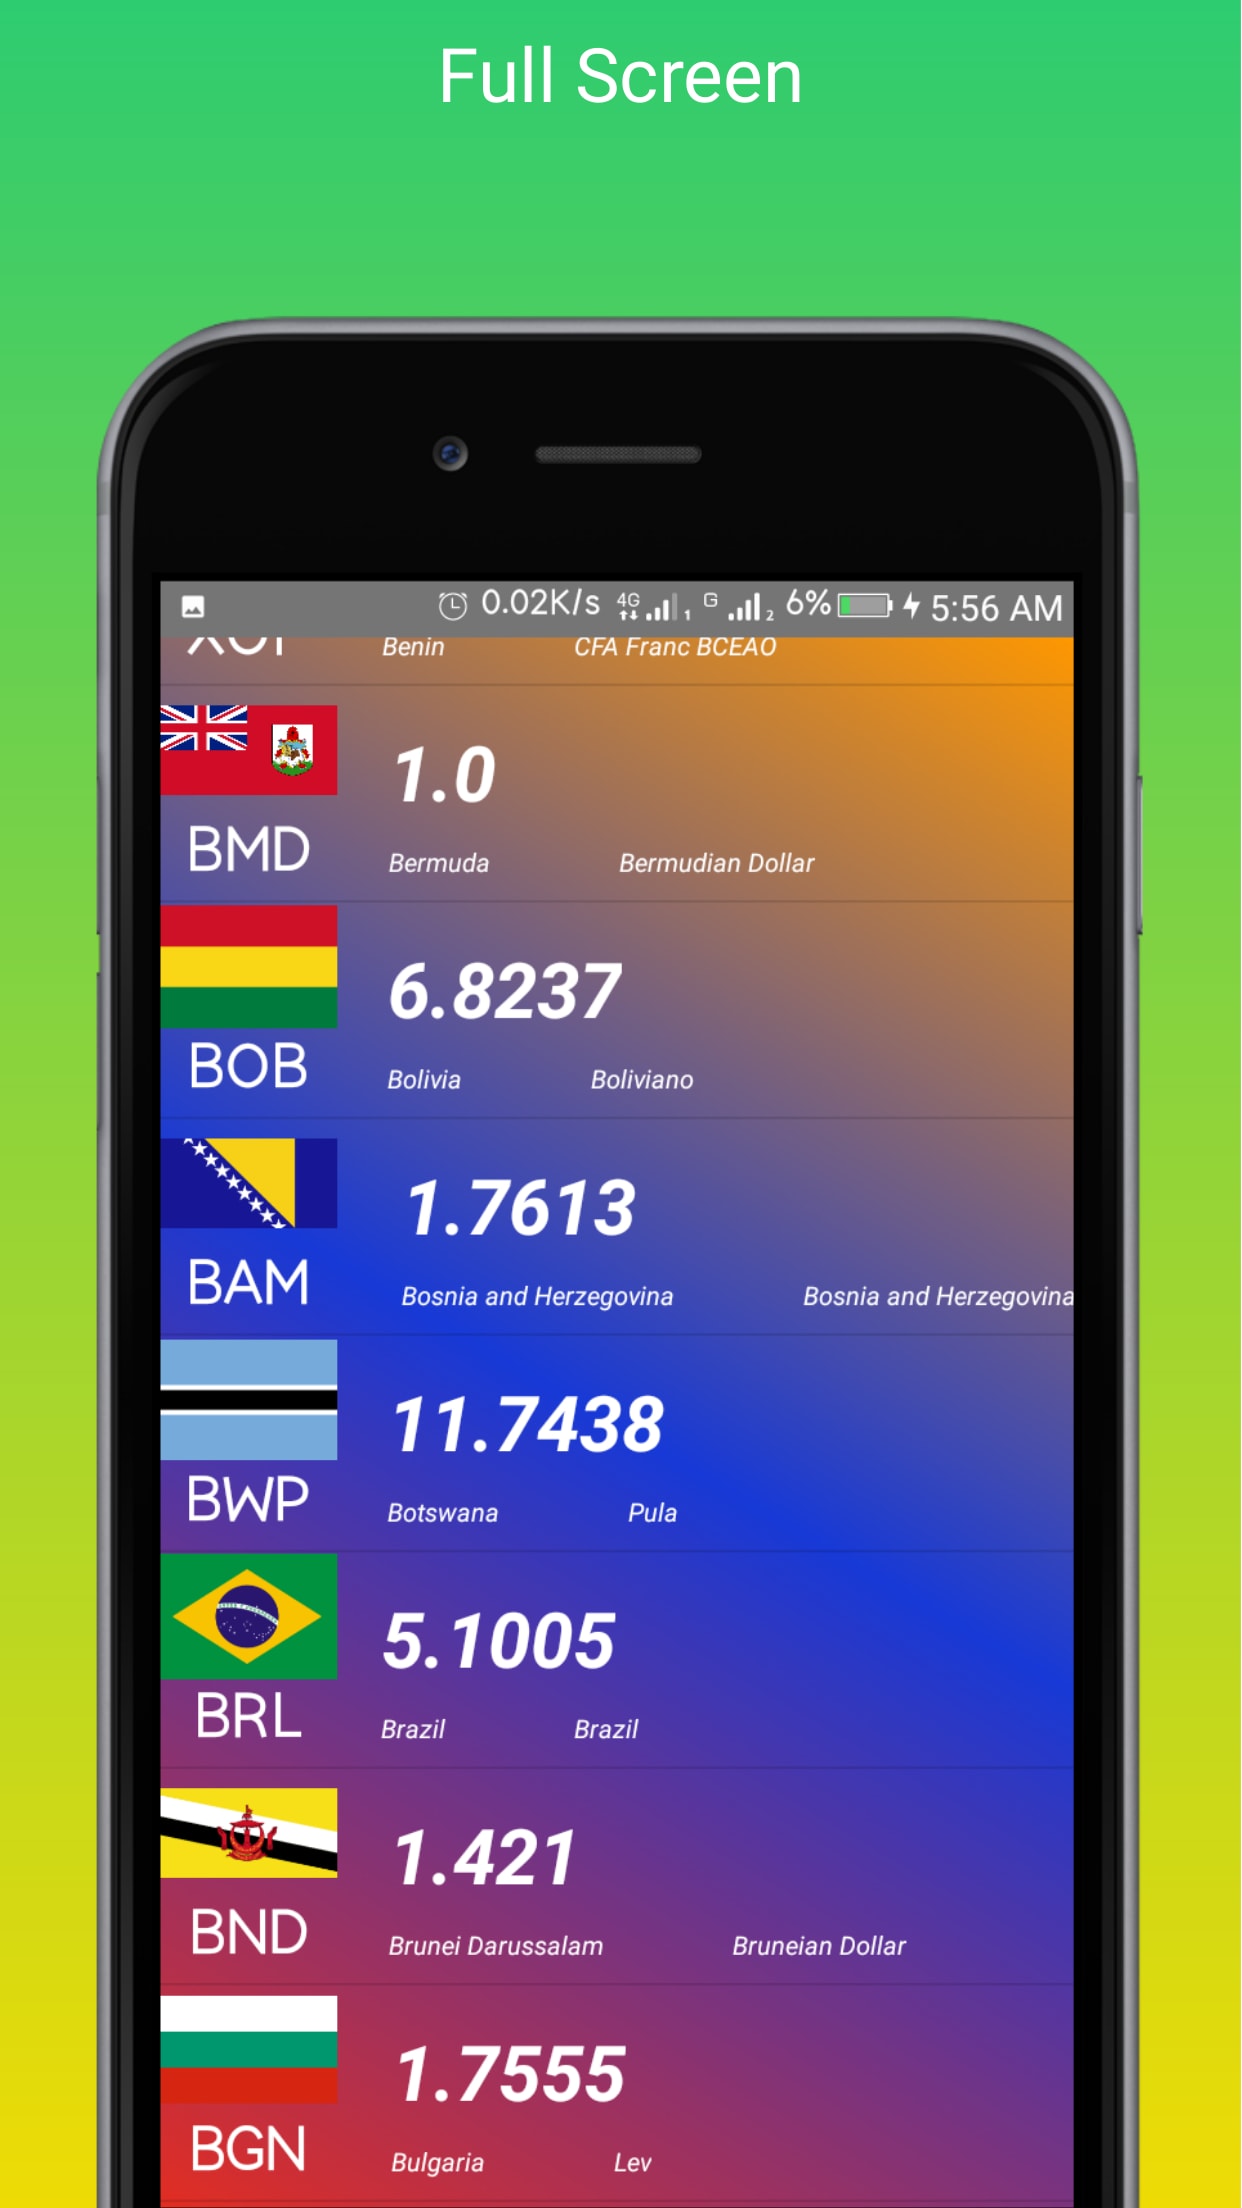 Full Screen
0.02K/s 4G 1 G 2 6% 5:56 AM
Benin CFA Franc BCEAO
1.0
BMD
Bermuda Bermudian Dollar
6.8237
BOB
Bolivia Boliviano
1.7613
BAM
Bosnia and Herzegovina Bosnia and Herzegovina
11.7438
BWP
Botswana Pula
5.1005
BRL
Brazil Brazil
1.421
BND
Brunei Darussalam Bruneian Dollar
1.7555
BGN
Bulgaria Lev